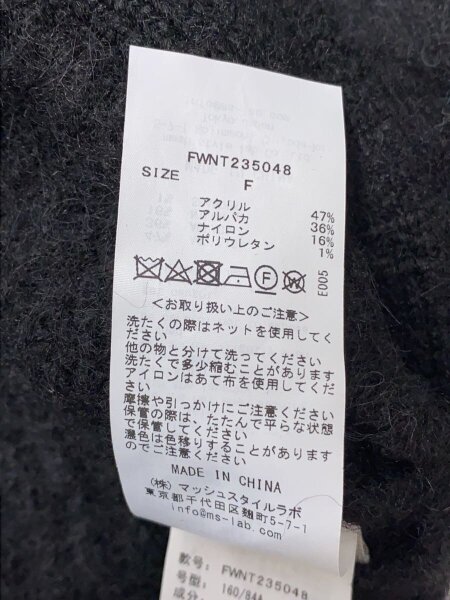 FWNT235048
SIZE F
アクリル 47%
アルパカ 36%
ナイロン 16%
ポリウレタン 1%
E005
＜お取り扱い上のご注意＞
洗たくの際はネットを使用してく
ださい
他の物と分けて洗ってください
洗たくで多少縮むことがあります
アイロンはあて布を使用してくだ
さい
摩擦や引っかけにご注意ください
保管の際は、たたんで平らな状態
で保管してください
濃色は色移りすることがあります
のでご注意ください
MADE IN CHINA
(株) マッシュスタイルラボ
東京都千代田区麹町5-7-1
info@ms-lab.com
款号: FWNT235048
号型: 160/84A
成分: